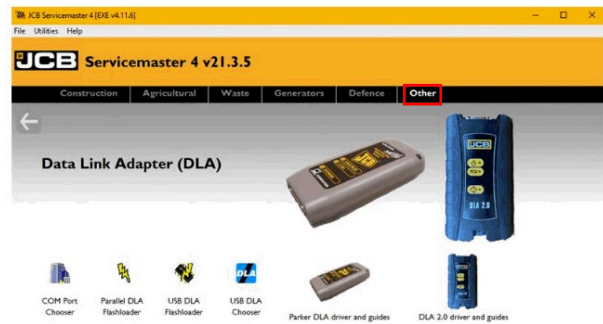 JCB Servicemaster 4 [EXE v4.11.6]
File Utilities Help
JCB Servicemaster 4 v21.3.5
Construction Agricultural Waste Generators Defence Other
Data Link Adapter (DLA)
JCB
DLA 2.0
DLA
COM Port Chooser
Parallel DLA Flashloader
USB DLA Flashloader
USB DLA Chooser
Parker DLA driver and guides
DLA 2.0 driver and guides